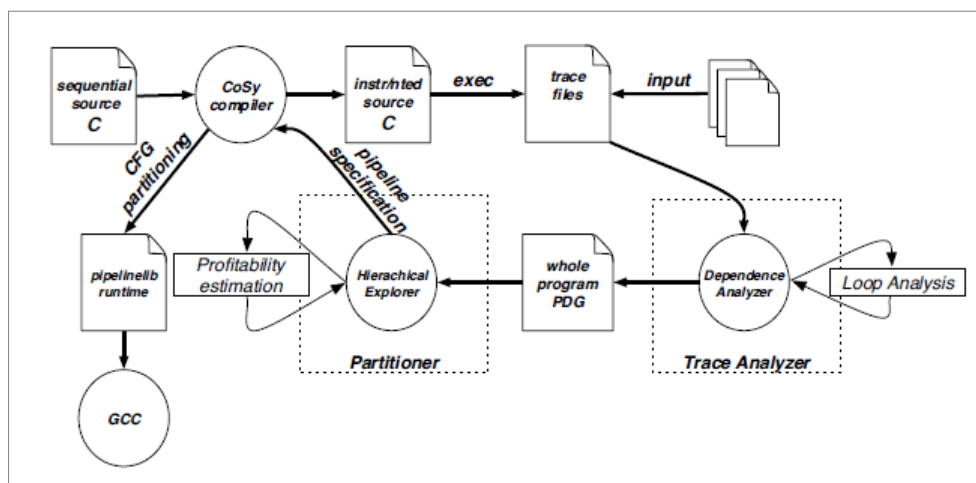 sequential
source
C
CoSy
compiler
instr/nted
source
C
exec
trace
files
input
CFG
partitioning
pipeline
specification
pipelinelib
runtime
Profitability
estimation
Hierachical
Explorer
whole
program
PDG
Dependence
Analyzer
Loop Analysis
Partitioner
Trace Analyzer
GCC